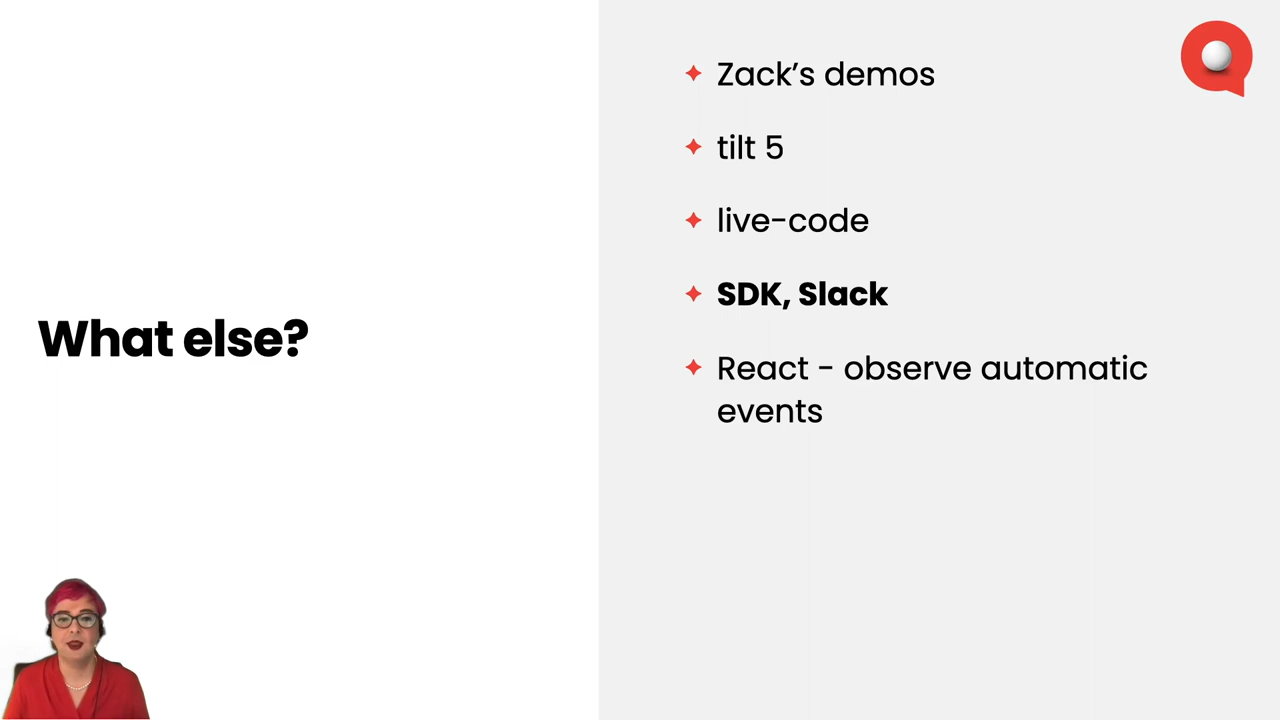 What else?
Zack’s demos
tilt 5
live-code
SDK, Slack
React - observe automatic
events